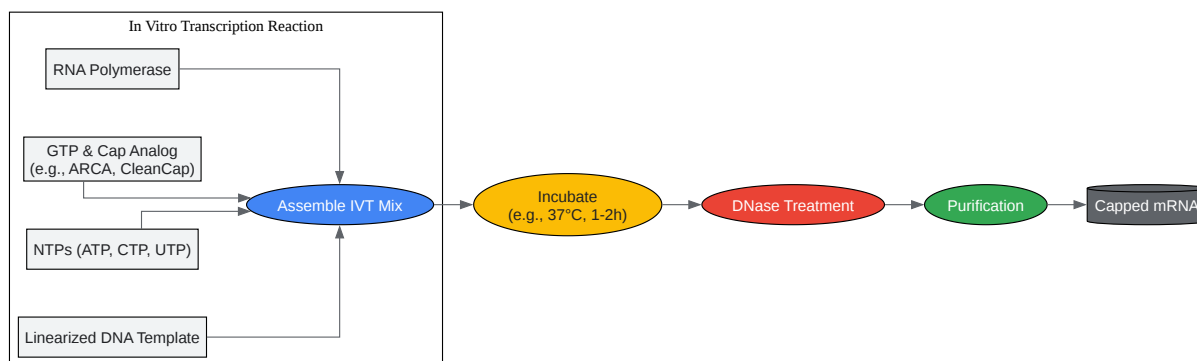 In Vitro Transcription Reaction
RNA Polymerase
GTP & Cap Analog
(e.g., ARCA, CleanCap)
NTPs (ATP, CTP, UTP)
Linearized DNA Template
Assemble IVT Mix
Incubate
(e.g., 37°C, 1-2h)
DNase Treatment
Purification
Capped mRNA